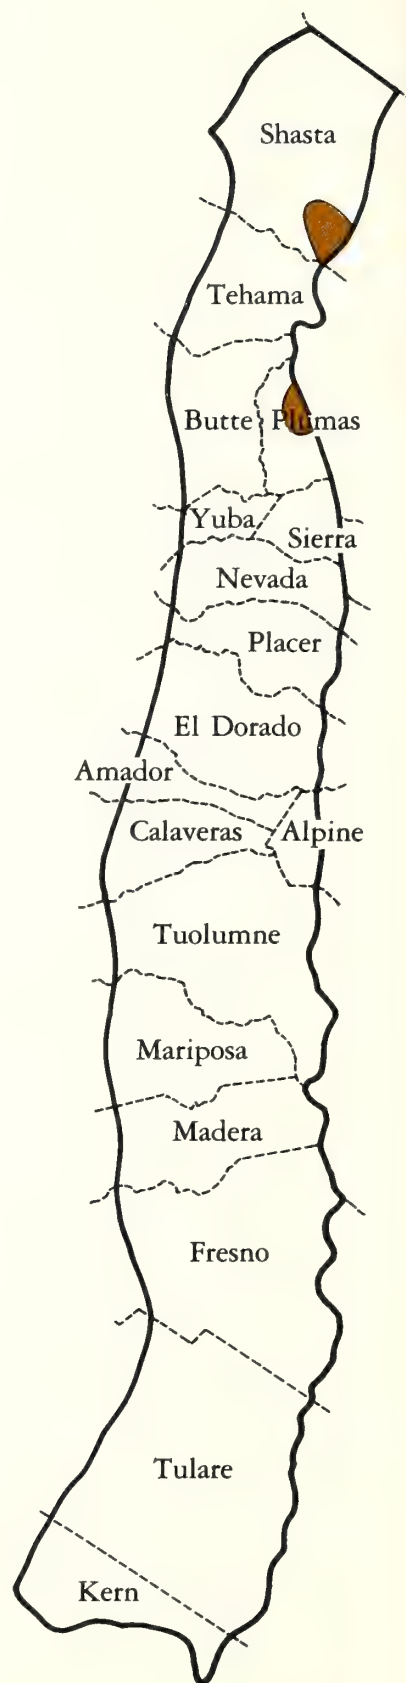 Shasta
Tehama
Butte Plumas
Yuba
Sierra
Nevada
Placer
El Dorado
Amador
Calaveras Alpine
Tuolumne
Mariposa
Madera
Fresno
Tulare
Kern